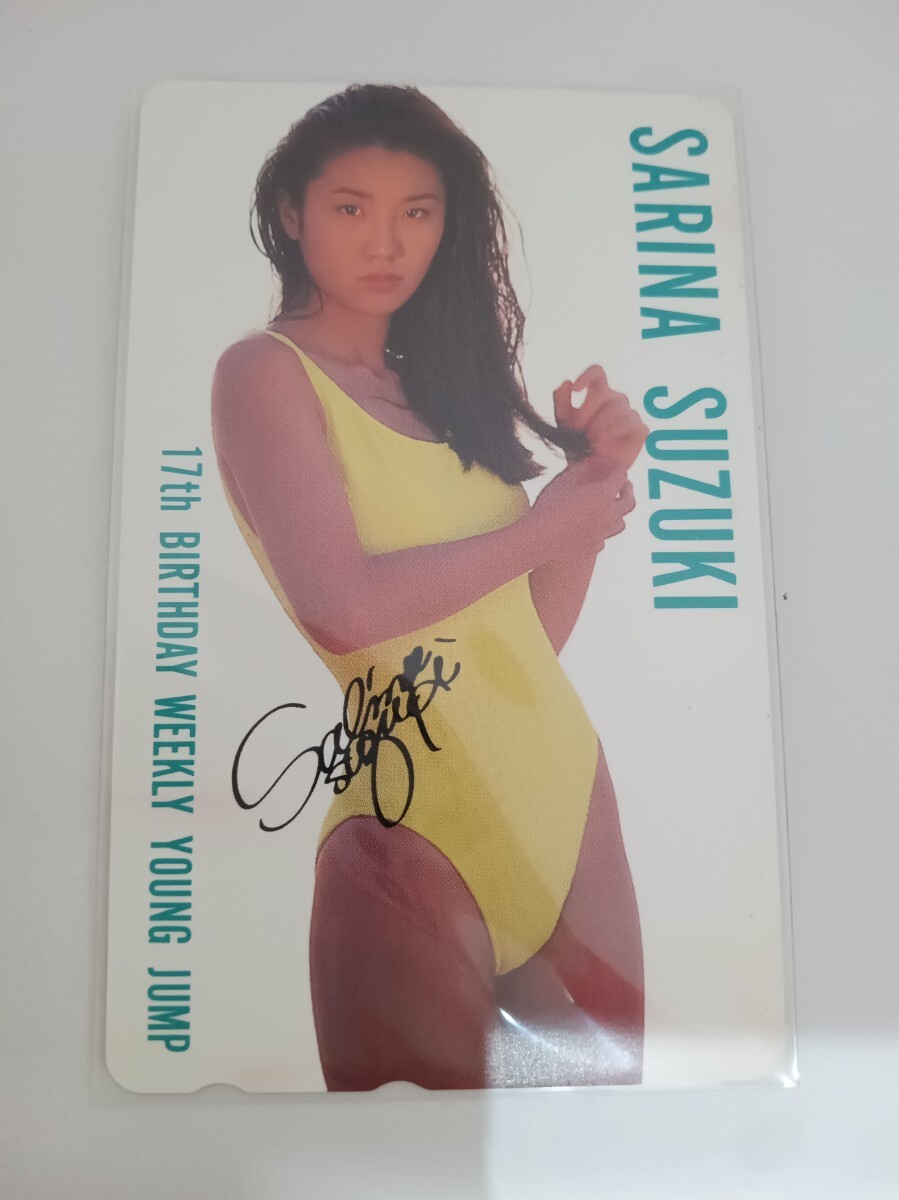 SARINA SUZUKI
17th BIRTHDAY WEEKLY YOUNG JUMP